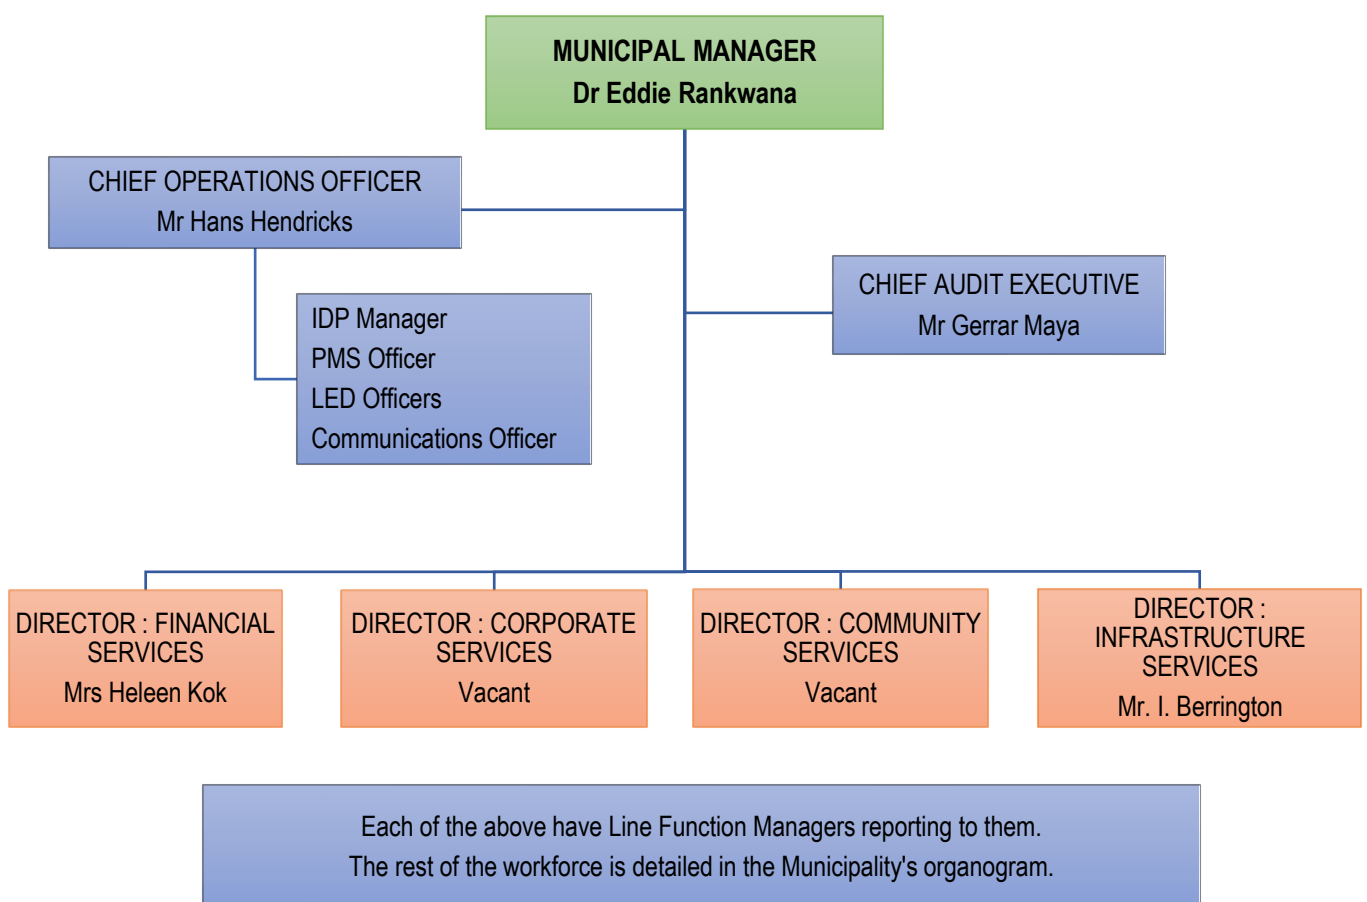 MUNICIPAL MANAGER
Dr Eddie Rankwana
CHIEF OPERATIONS OFFICER
Mr Hans Hendricks
CHIEF AUDIT EXECUTIVE
Mr Gerrar Maya
IDP Manager
PMS Officer
LED Officers
Communications Officer
DIRECTOR : FINANCIAL
SERVICES
Mrs Heleen Kok
DIRECTOR : CORPORATE
SERVICES
Vacant
DIRECTOR : COMMUNITY
SERVICES
Vacant
DIRECTOR :
INFRASTRUCTURE
SERVICES
Mr. I. Berrington
Each of the above have Line Function Managers reporting to them.
The rest of the workforce is detailed in the Municipality's organogram.